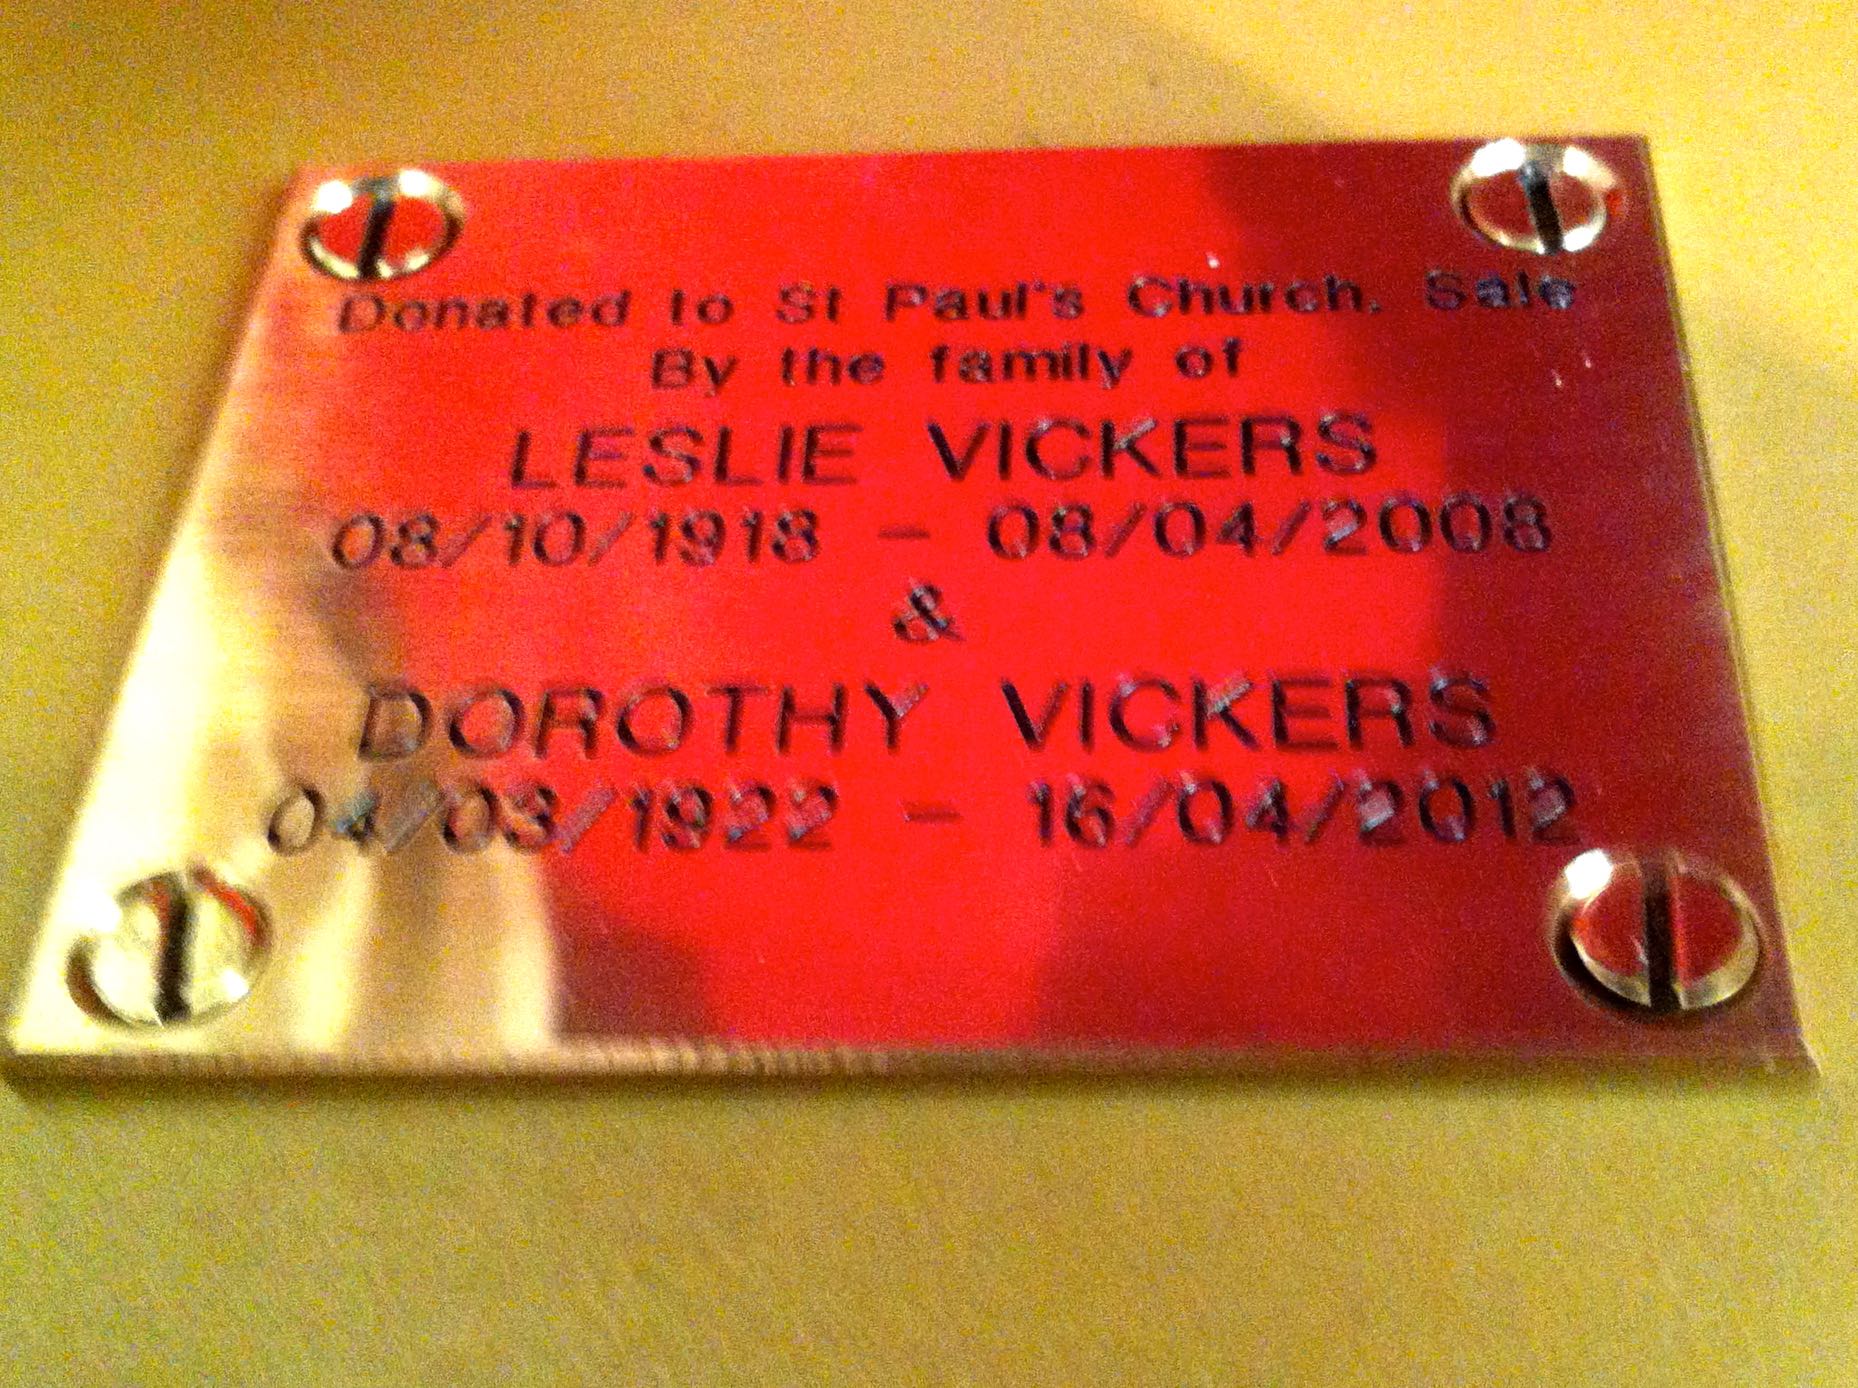 Donated to St Paul's Church, Sale
By the family of
LESLIE VICKERS
08/10/1918 - 08/04/2008
&
DOROTHY VICKERS
04/03/1922 - 16/04/2012